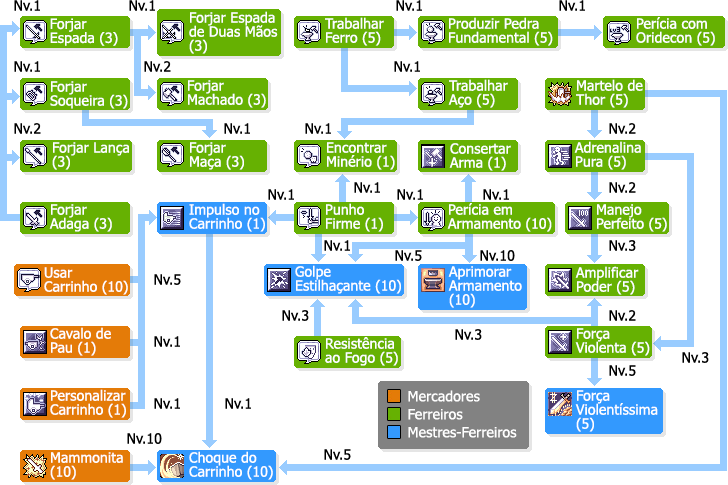 Nv.1
Nv.1
Nv.1
Nv.1
Forjar
Espada (3)
Forjar Espada
de Duas Mãos
(3)
Trabalhar
Ferro (5)
Produzir Pedra
Fundamental (5)
Perícia com
Oridecon (5)
Nv.1
Nv.2
Nv.1
Forjar
Soqueira (3)
Forjar
Machado (3)
Trabalhar
Aço (5)
Martelo de
Thor (5)
Nv.2
Nv.1
Nv.1
Nv.2
Forjar Lança
(3)
Forjar
Maça (3)
Encontrar
Minério (1)
Consertar
Arma (1)
Adrenalina
Pura (5)
Nv.1
Nv.1
Nv.1
Nv.1
Nv.2
Forjar
Adaga (3)
Impulso no
Carrinho (1)
Punho
Firme (1)
Perícia em
Armamento (10)
Manejo
Perfeito (5)
Nv.1
Nv.5
Nv.10
Nv.3
Usar
Carrinho (10)
Nv.5
Golpe
Estilhaçante (10)
Aprimorar
Armamento
(10)
Amplificar
Poder (5)
Nv.3
Nv.3
Nv.2
Cavalo de
Pau (1)
Nv.1
Resistência
ao Fogo (5)
Força
Violenta (5)
Nv.3
Nv.5
Personalizar
Carrinho (1)
Nv.1
Nv.1
Mercadores
Ferreiros
Mestres-Ferreiros
Força
Violentíssima
(5)
Nv.10
Nv.5
Mammonita
(10)
Choque do
Carrinho (10)